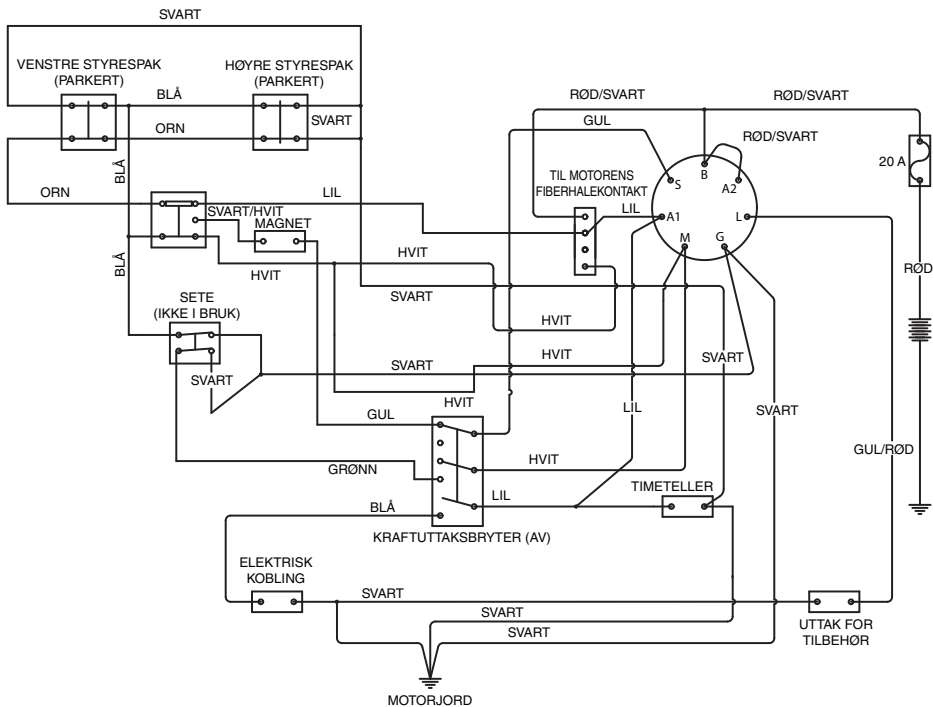 SVART
VENSTRE STYRESPAK
(PARKERT)
HØYRE STYRESPAK
(PARKERT)
BLÅ
SVART
ORN
RØD/SVART
RØD/SVART
GUL
RØD/SVART
20 A
BLÅ
TIL MOTORENS
FIBERHALEKONTAKT
S
B
A2
ORN
LIL
LIL
A1
L
SVART/HVIT
MAGNET
M
G
HVIT
HVIT
BLÅ
RØD
SETE
(IKKE I BRUK)
SVART
HVIT
HVIT
SVART
SVART
SVART
HVIT
LIL
SVART
GUL
GUL/RØD
HVIT
GRØNN
TIMETELLER
LIL
BLÅ
KRAFTUTTAKSBRYTER (AV)
ELEKTRISK
KOBLING
SVART
SVART
UTTAK FOR
TILBEHØR
SVART
MOTORJORD